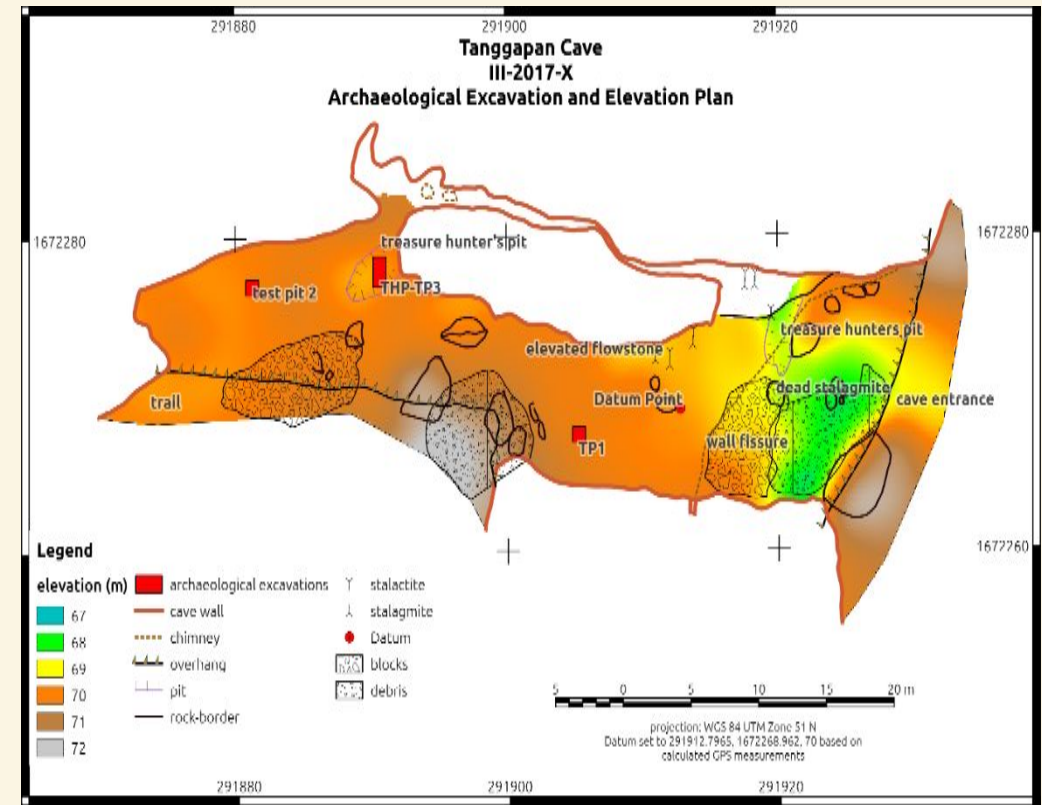 291880 291900 291920
Tanggapan Cave
III-2017-X
Archaeological Excavation and Elevation Plan
1672280 1672280
treasure hunter's pit
test pit 2 THP-TP3
treasure hunters pit
elevated flowstone
dead stalagmite
trail Datum Point cave entrance
wall fissure
TP1
1672260
Legend
elevation (m)
67
68
69
70
71
72
archaeological excavations
cave wall
chimney
overhang
pit
rock-border
stalactite
stalagmite
Datum
blocks
debris
5 0 5 10 15 20 m
projection: WGS 84 UTM Zone 51 N
Datum set to 291912.7965, 1672268.962, 70 based on
calculated GPS measurements
291880 291900 291920